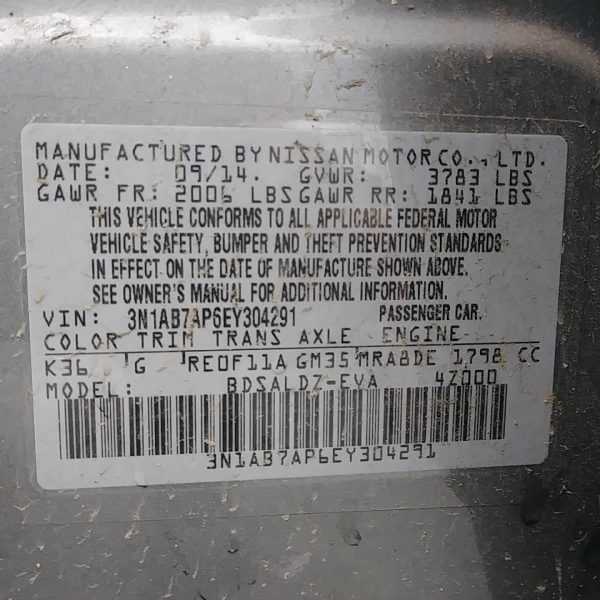 MANUFACTURED BY NISSAN MOTOR CO., LTD.
DATE: 09/14. GVWR: 3783 LBS
GAWR FR: 2006 LBS GAWR RR: 1841 LBS
THIS VEHICLE CONFORMS TO ALL APPLICABLE FEDERAL MOTOR
VEHICLE SAFETY, BUMPER AND THEFT PREVENTION STANDARDS
IN EFFECT ON THE DATE OF MANUFACTURE SHOWN ABOVE.
SEE OWNER'S MANUAL FOR ADDITIONAL INFORMATION.
VIN: 3N1AB7AP6EY304291 PASSENGER CAR.
COLOR TRIM TRANS AXLE ENGINE
K36 G RE0F11A GM35 MRA8DE 1798 CC
MODEL: BDSALDZ-EVA 4Z000
3N1AB7AP6EY304291